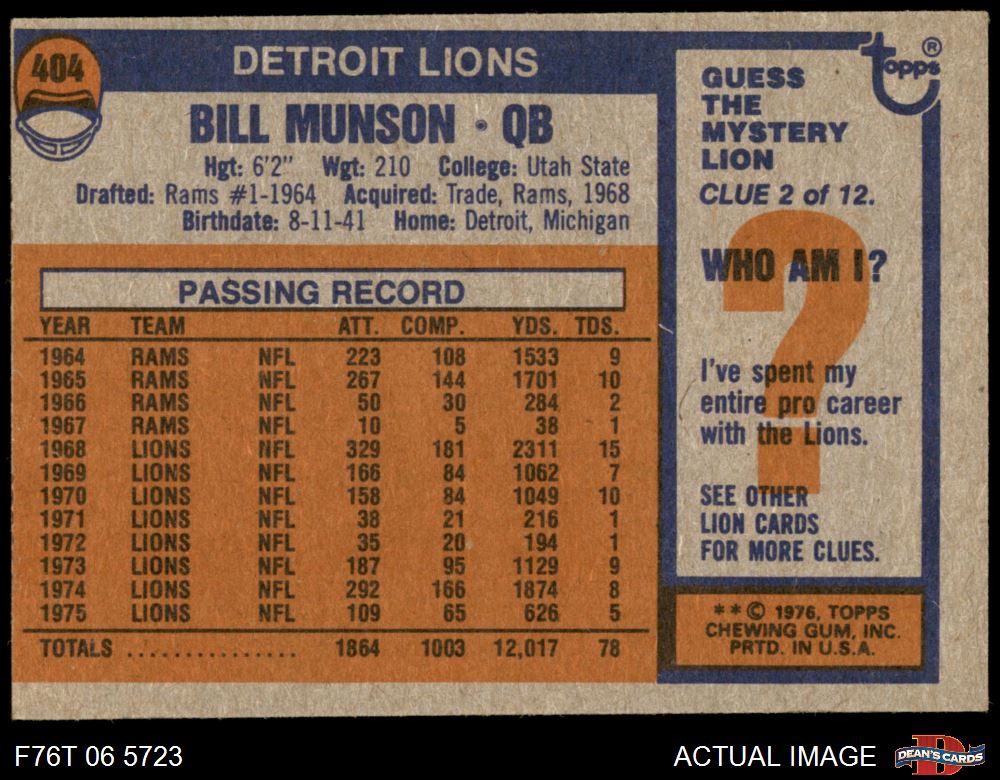 404
DETROIT LIONS
BILL MUNSON • QB
Hgt: 6'2" Wgt: 210 College: Utah State
Drafted: Rams #1-1964 Acquired: Trade, Rams, 1968
Birthdate: 8-11-41 Home: Detroit, Michigan
PASSING RECORD
YEAR TEAM ATT. COMP. YDS. TDS.
1964 RAMS NFL 223 108 1533 9
1965 RAMS NFL 267 144 1701 10
1966 RAMS NFL 50 30 284 2
1967 RAMS NFL 10 5 38 1
1968 LIONS NFL 329 181 2311 15
1969 LIONS NFL 166 84 1062 7
1970 LIONS NFL 158 84 1049 10
1971 LIONS NFL 38 21 216 1
1972 LIONS NFL 35 20 194 1
1973 LIONS NFL 187 95 1129 9
1974 LIONS NFL 292 166 1874 8
1975 LIONS NFL 109 65 626 5
TOTALS ................ 1864 1003 12,017 78
topps®
GUESS
THE
MYSTERY
LION
CLUE 2 of 12.
?
WHO AM I?
I've spent my
entire pro career
with the Lions.
SEE OTHER
LION CARDS
FOR MORE CLUES.
** © 1976, TOPPS
CHEWING GUM, INC.
PRTD. IN U.S.A.
F76T 06 5723
ACTUAL IMAGE
D
DEAN'S CARDS